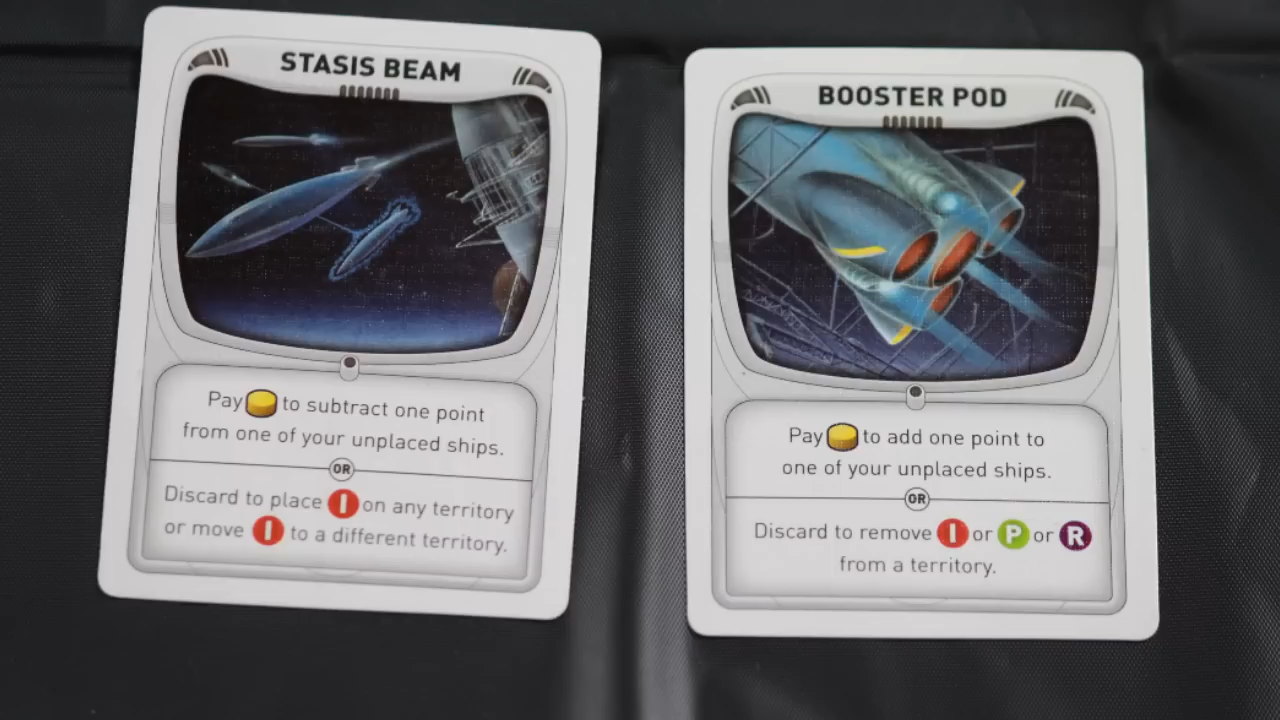 STASIS BEAM
Pay to subtract one point
from one of your unplaced ships.
OR
Discard to place I on any territory
or move I to a different territory.
BOOSTER POD
Pay to add one point to
one of your unplaced ships.
OR
Discard to remove I or P or R
from a territory.